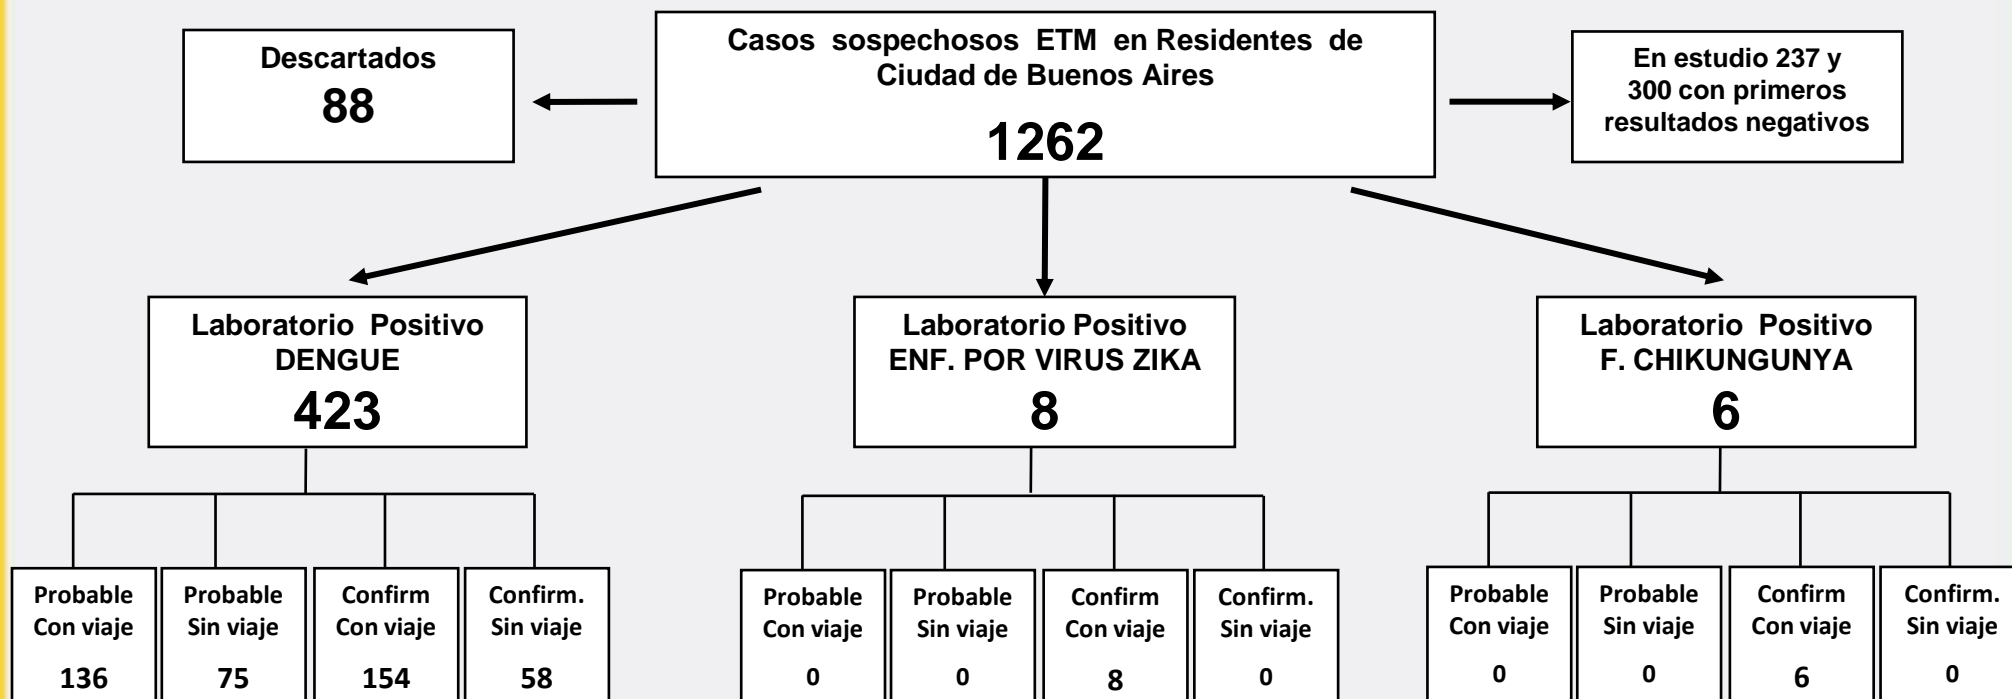 Descartados
88
Casos sospechosos ETM en Residentes de
Ciudad de Buenos Aires
1262
En estudio 237 y
300 con primeros
resultados negativos
Laboratorio Positivo
DENGUE
423
Laboratorio Positivo
ENF. POR VIRUS ZIKA
8
Laboratorio Positivo
F. CHIKUNGUNYA
6
Probable
Con viaje
136
Probable
Sin viaje
75
Confirm
Con viaje
154
Confirm.
Sin viaje
58
Probable
Con viaje
0
Probable
Sin viaje
0
Confirm
Con viaje
8
Confirm.
Sin viaje
0
Probable
Con viaje
0
Probable
Sin viaje
0
Confirm
Con viaje
6
Confirm.
Sin viaje
0